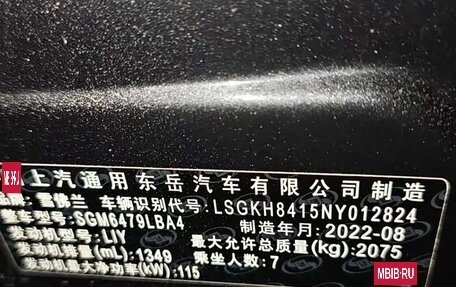 上汽通用东岳汽车有限公司制造
品牌: 雪佛兰 车辆识别代号: LSGKH8415NY012824
整车型号: SGM6479LBA4 制造年月: 2022-08
发动机型号: LIY 最大允许总质量(kg): 2075
发动机排量(mL): 1349 乘坐人数: 7
发动机最大净功率(kW): 115
MBIB.RU